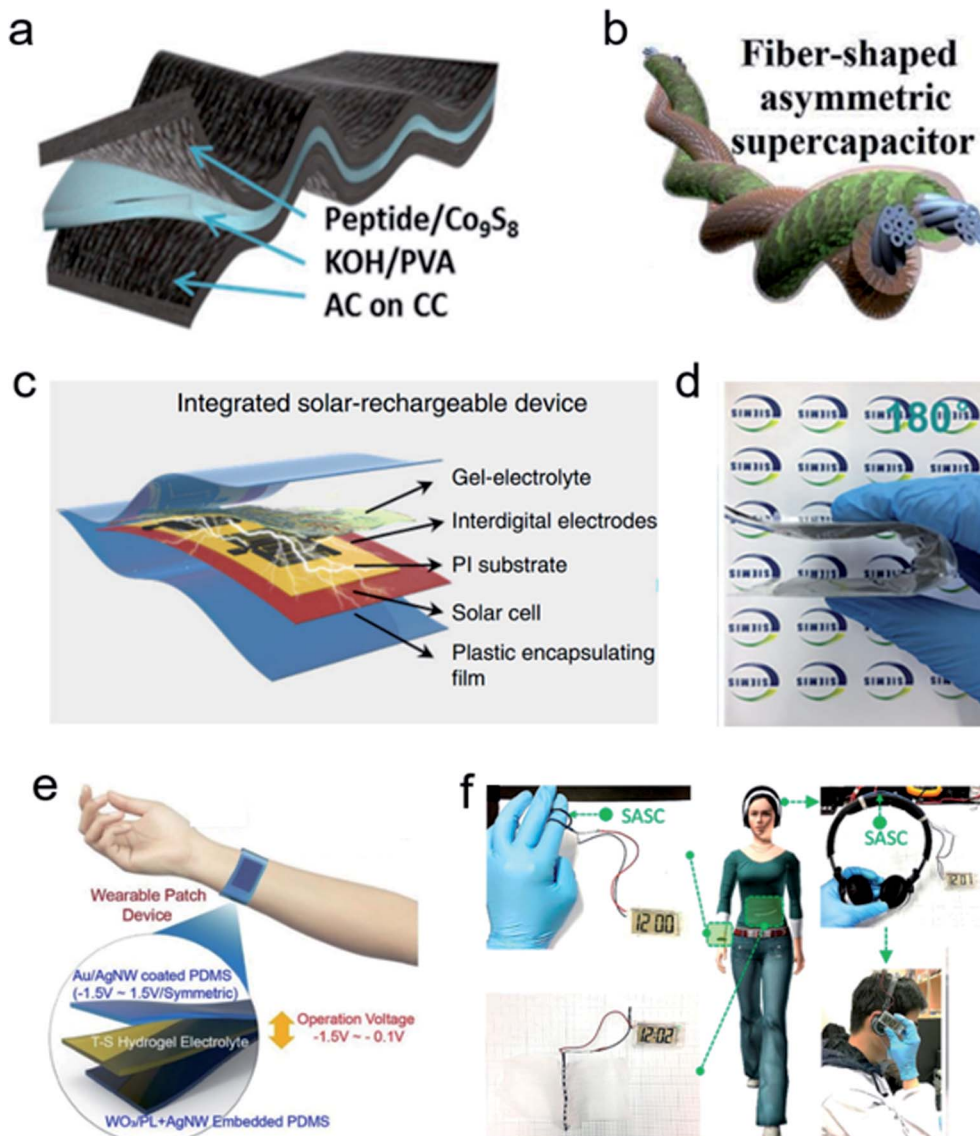 a
Peptide/Co₉S₈
KOH/PVA
AC on CC
b
Fiber-shaped
asymmetric
supercapacitor
c
Integrated solar-rechargeable device
Gel-electrolyte
Interdigital electrodes
PI substrate
Solar cell
Plastic encapsulating
film
d
180°
e
Wearable Patch
Device
Au/AgNW coated PDMS
(-1.5V ~ 1.5V/Symmetric)
T-S Hydrogel Electrolyte
Operation Voltage
-1.5V ~ - 0.1V
WO₃/PL+AgNW Embedded PDMS
f
SASC
12:00
SASC
12:01
12:02